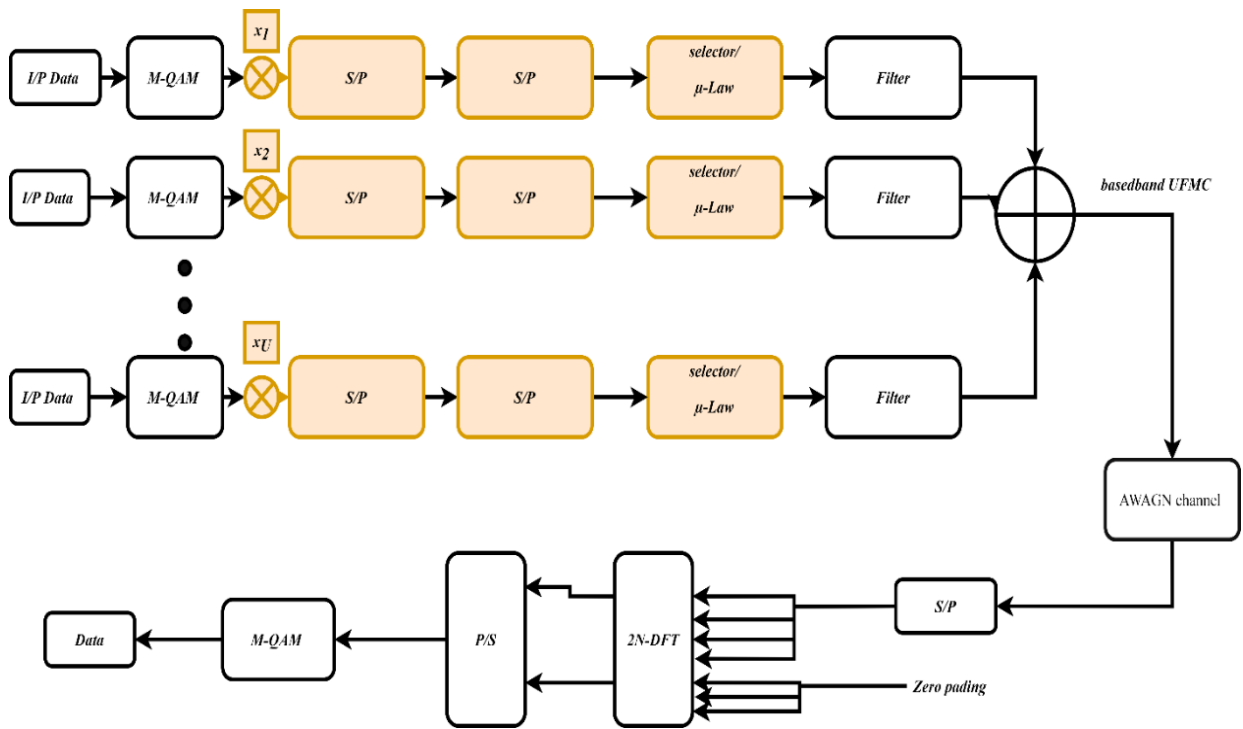 x1
I/P Data
M-QAM
S/P
S/P
selector/
μ-Law
Filter
x2
I/P Data
M-QAM
S/P
S/P
selector/
μ-Law
Filter
basedband UFMC
xU
I/P Data
M-QAM
S/P
S/P
selector/
μ-Law
Filter
AWAGN channel
Data
M-QAM
P/S
2N-DFT
S/P
Zero pading